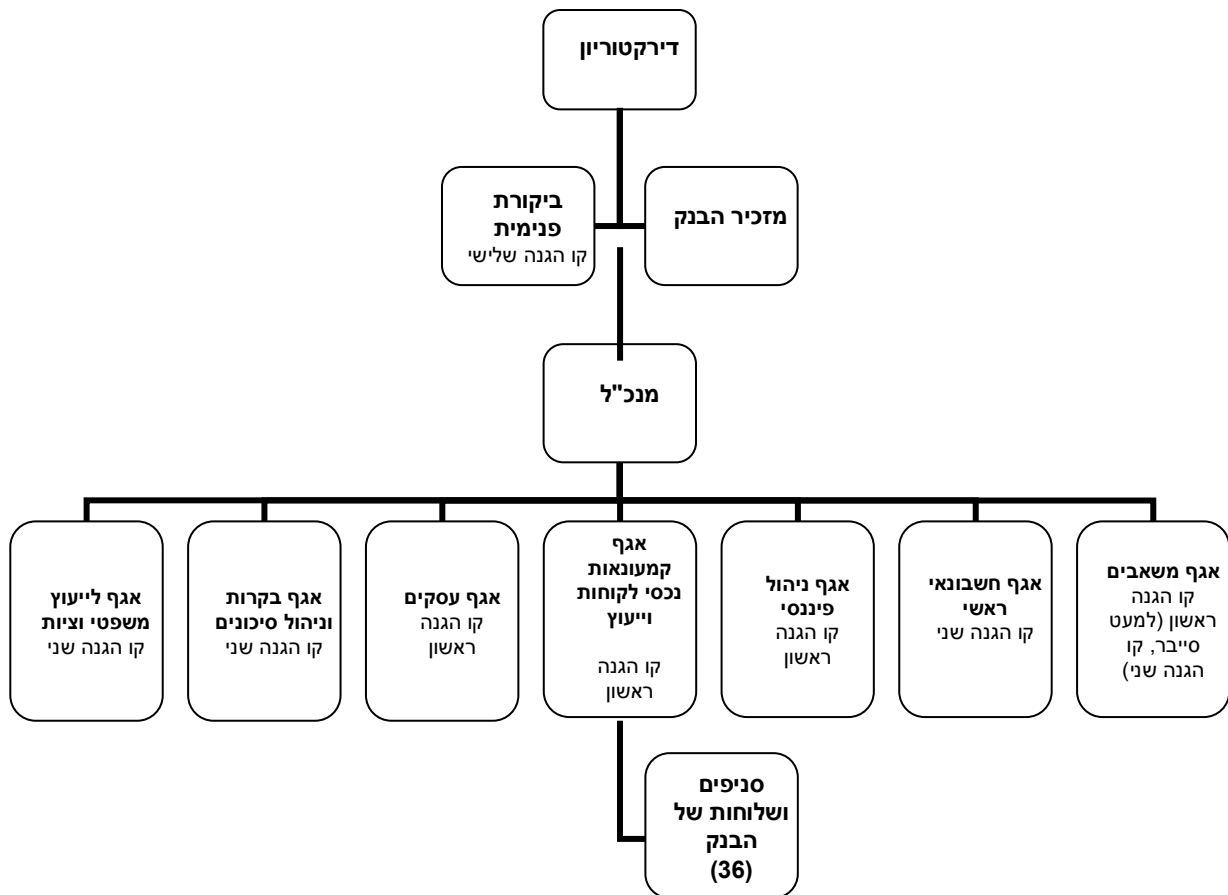 דירקטוריון
מזכיר הבנק
ביקורת
פנימית
קו הגנה שלישי
מנכ"ל
אגף משאבים
קו הגנה
ראשון (למעט
סייבר, קו
הגנה שני)
אגף חשבונאי
ראשי
קו הגנה שני
אגף ניהול
פיננסי
קו הגנה
ראשון
אגף
קמעונאות
נכסי לקוחות
וייעוץ
קו הגנה
ראשון
אגף עסקים
קו הגנה
ראשון
אגף בקרות
וניהול סיכונים
קו הגנה שני
אגף לייעוץ
משפטי וציות
קו הגנה שני
סניפים
ושלוחות של
הבנק
(36)